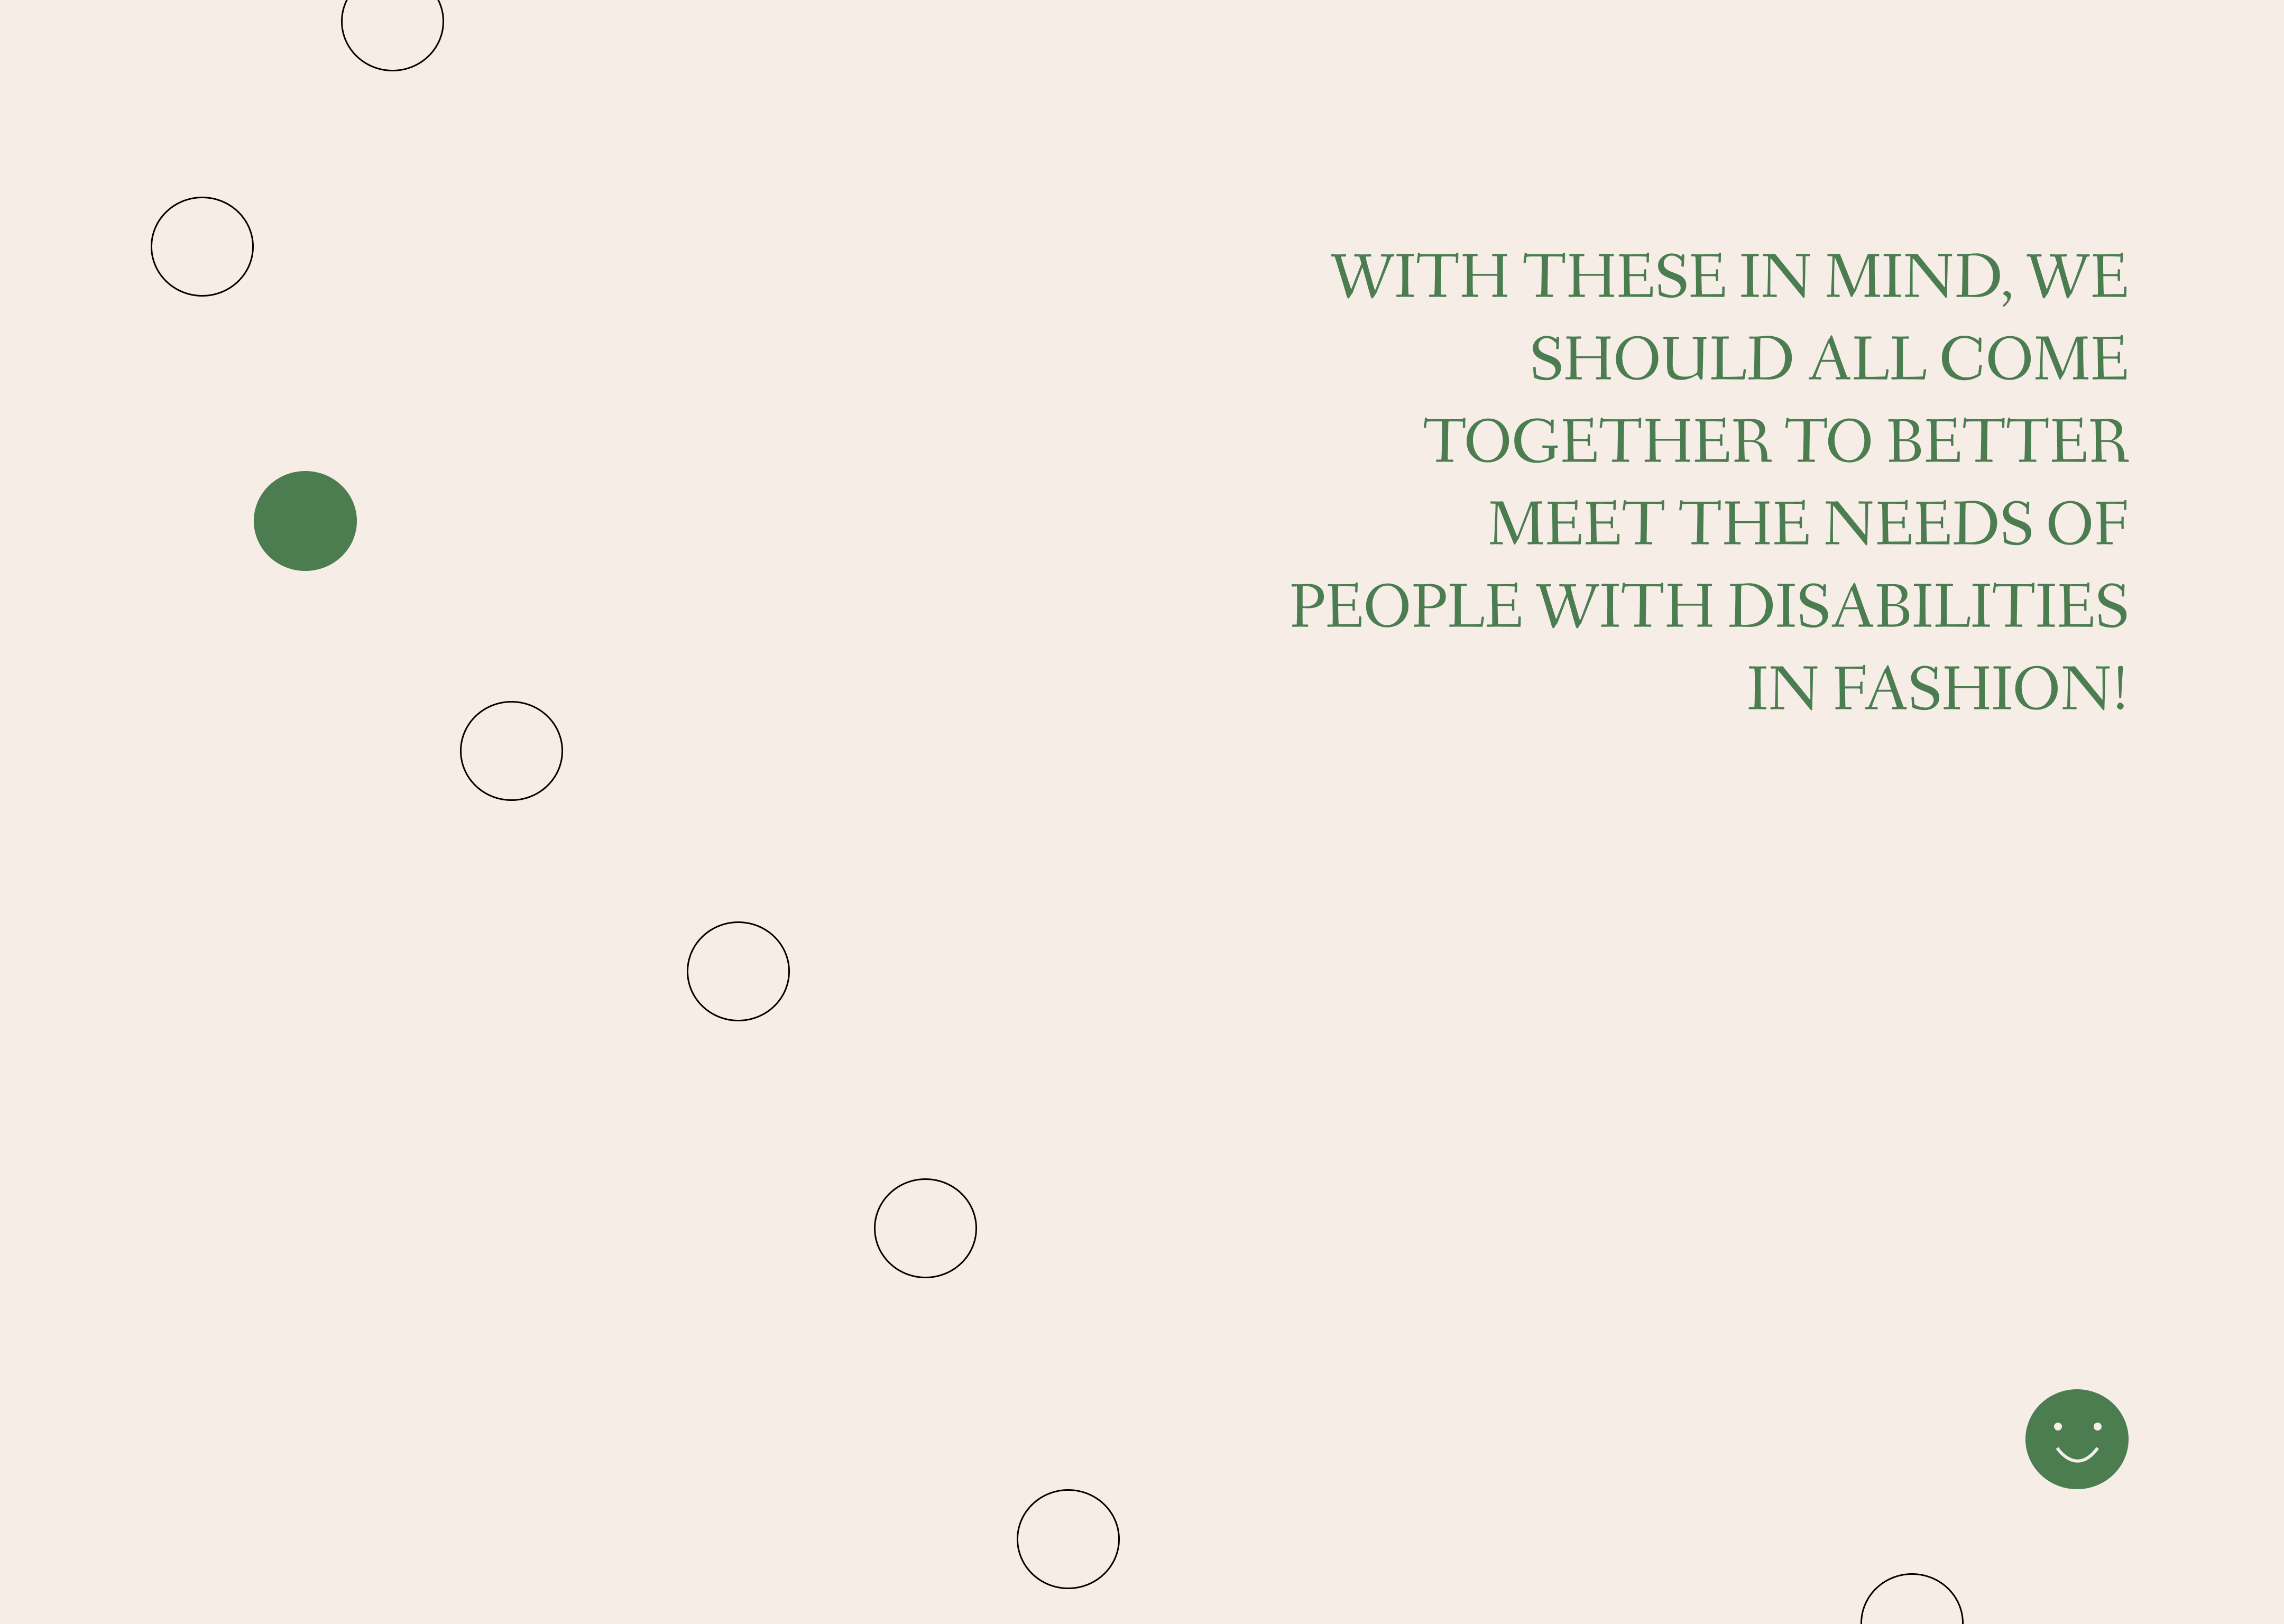 WITH THESE IN MIND, WE
SHOULD ALL COME
TOGETHER TO BETTER
MEET THE NEEDS OF
PEOPLE WITH DISABILITIES
IN FASHION!